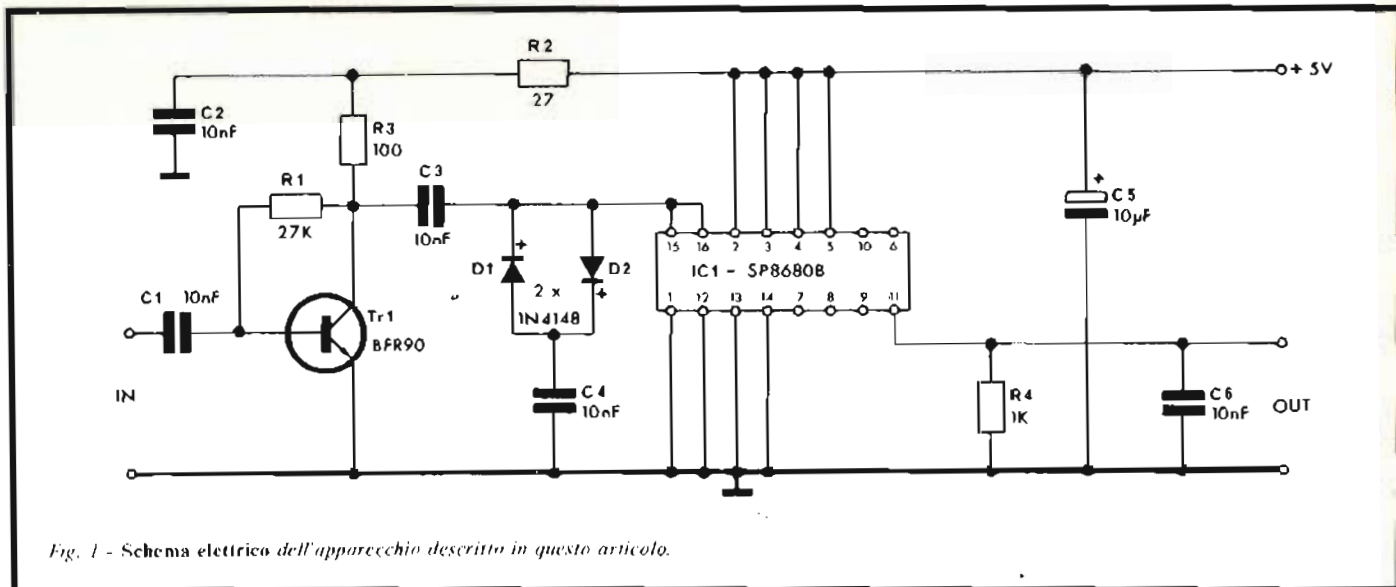 R2
27
+ 5V
C2
10nF
R3
100
C3
10nF
R1
27K
+
C5
10µF
15 16 2 3 4 5 10 6
IC1 - SP8680B
1 12 13 14 7 8 9 11
D1
+
2 x
1N4148
D2
+
C1
10nF
Tr1
BFR90
IN
C4
10nF
R4
1K
C6
10nF
OUT
Fig. 1 - Schema elettrico dell'apparecchio descritto in questo articolo.